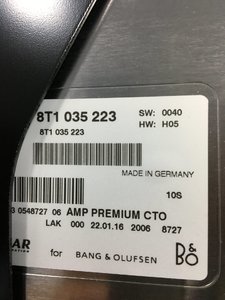 8T1 035 223 SW: 0040
8T1 035 223 HW: H05
MADE IN GERMANY
10S
0548727 06 AMP PREMIUM CTO
LAK 000 22.01.16 2006 8727
for BANG & OLUFSEN B&O